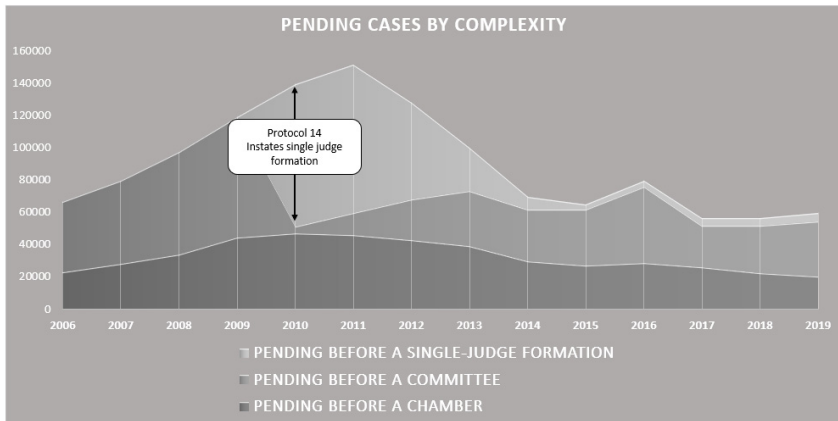 PENDING CASES BY COMPLEXITY
160000
140000
120000
100000
80000
60000
40000
20000
0
Protocol 14
Instates single judge
formation
2006 2007 2008 2009 2010 2011 2012 2013 2014 2015 2016 2017 2018 2019
PENDING BEFORE A SINGLE-JUDGE FORMATION
PENDING BEFORE A COMMITTEE
PENDING BEFORE A CHAMBER